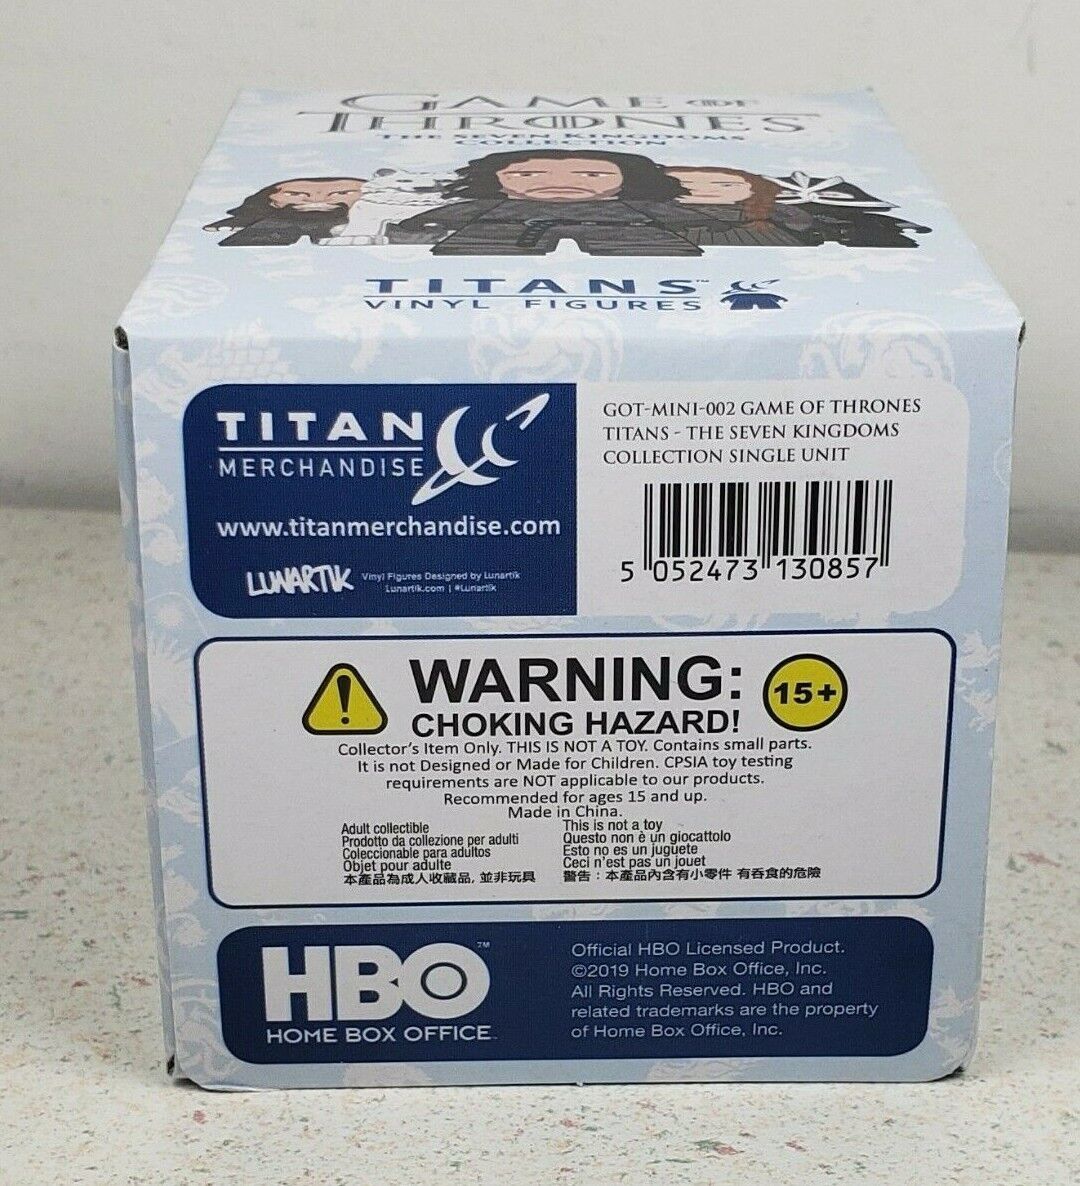 GAME OF
THRONES
THE SEVEN KINGDOMS
COLLECTION
TITANS™
VINYL FIGURES
TITAN
MERCHANDISE
www.titanmerchandise.com
LUNARTIK
Vinyl Figures Designed by Lunartik
Lunartik.com | #Lunartik
GOT-MINI-002 GAME OF THRONES
TITANS - THE SEVEN KINGDOMS
COLLECTION SINGLE UNIT
5 052473 130857
WARNING:
CHOKING HAZARD!
15+
Collector's Item Only. THIS IS NOT A TOY. Contains small parts.
It is not Designed or Made for Children. CPSIA toy testing
requirements are NOT applicable to our products.
Recommended for ages 15 and up.
Made in China.
Adult collectible
Prodotto da collezione per adulti
Coleccionable para adultos
Objet pour adulte
本產品為成人收藏品, 並非玩具
This is not a toy
Questo non è un giocattolo
Esto no es un juguete
Ceci n'est pas un jouet
警告：本產品內含有小零件 有吞食的危險
HBO™
HOME BOX OFFICE
Official HBO Licensed Product.
©2019 Home Box Office, Inc.
All Rights Reserved. HBO and
related trademarks are the property
of Home Box Office, Inc.